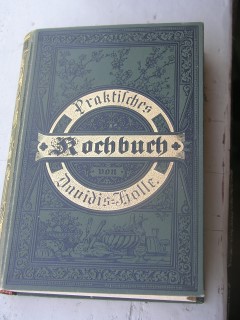 Praktisches
Kochbuch
von
Davidis-Holle.